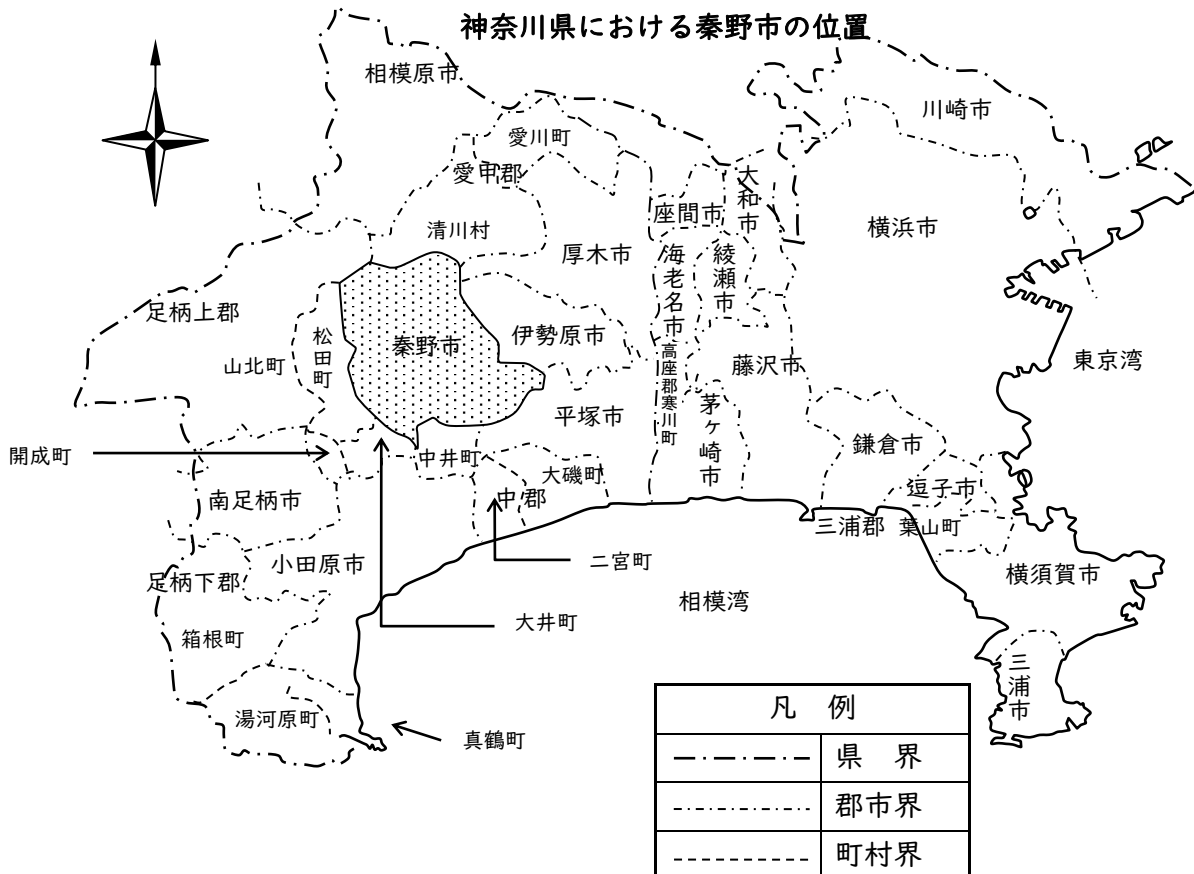 神奈川県における秦野市の位置
相模原市
川崎市
愛川町
愛甲郡
大和市
座間市
清川村
横浜市
厚木市
海老名市
綾瀬市
足柄上郡
松田町
秦野市
伊勢原市
山北町
高座郡寒川町
藤沢市
東京湾
茅ヶ崎市
平塚市
開成町
中井町
鎌倉市
大磯町
南足柄市
中郡
逗子市
三浦郡
葉山町
小田原市
二宮町
足柄下郡
横須賀市
相模湾
大井町
箱根町
三浦市
湯河原町
真鶴町
凡 例
県 界
郡市界
町村界